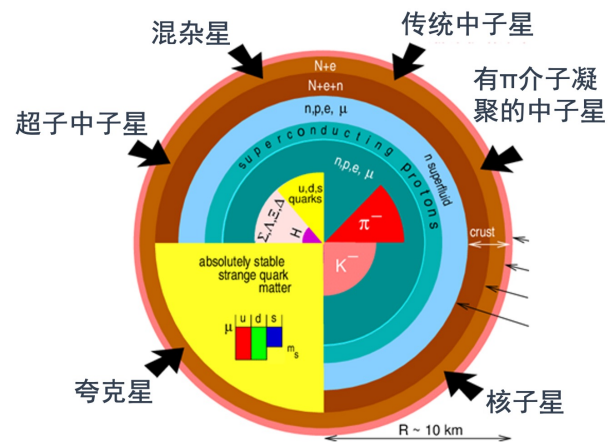 混杂星
传统中子星
有π介子凝
聚的中子星
超子中子星
N+e
N+e+n
n,p,e, μ
superconducting protons
n superfluid
n,p,e, μ
u,d,s
quarks
Σ,Λ,Ξ,Δ
H
π⁻
K⁻
crust
absolutely stable
strange quark
matter
u d s
μ
mₛ
夸克星
核子星
R ~ 10 km